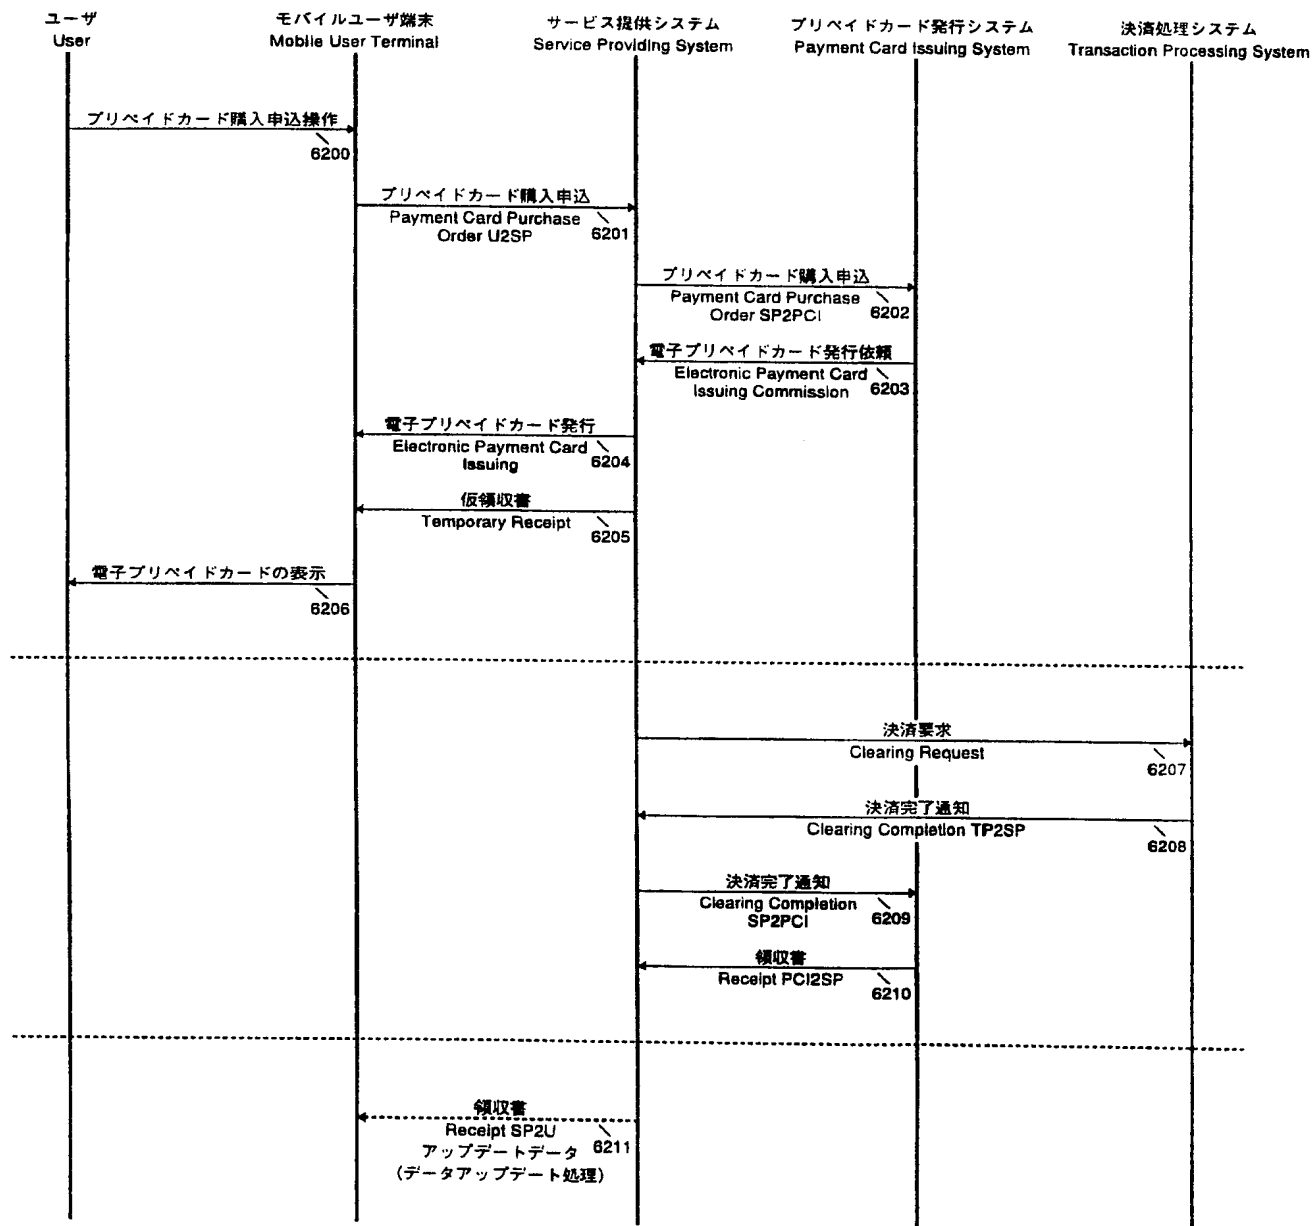 ユーザ
User
モバイルユーザ端末
Mobile User Terminal
サービス提供システム
Service Providing System
プリペイドカード発行システム
Payment Card Issuing System
決済処理システム
Transaction Processing System
プリペイドカード購入申込操作
6200
プリペイドカード購入申込
Payment Card Purchase
Order U2SP
6201
プリペイドカード購入申込
Payment Card Purchase
Order SP2PCI
6202
電子プリペイドカード発行依頼
Electronic Payment Card
Issuing Commission
6203
電子プリペイドカード発行
Electronic Payment Card
Issuing
6204
仮領収書
Temporary Receipt
6205
電子プリペイドカードの表示
6206
決済要求
Clearing Request
6207
決済完了通知
Clearing Completion TP2SP
6208
決済完了通知
Clearing Completion
SP2PCI
6209
領収書
Receipt PCI2SP
6210
領収書
Receipt SP2U
6211
アップデートデータ
(データアップデート処理)